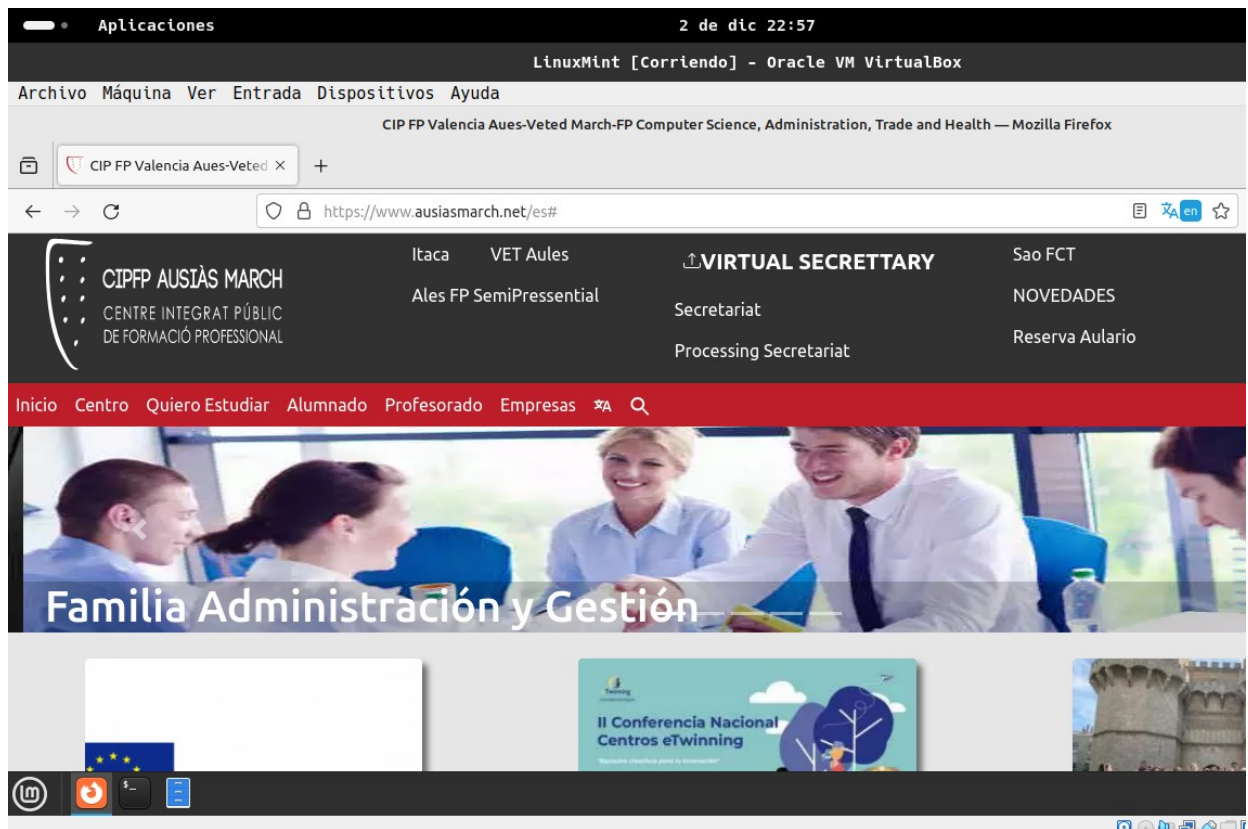 Aplicaciones
2 de dic 22:57
LinuxMint [Corriendo] - Oracle VM VirtualBox
Archivo Máquina Ver Entrada Dispositivos Ayuda
CIP FP Valencia Aues-Veted March-FP Computer Science, Administration, Trade and Health — Mozilla Firefox
CIP FP Valencia Aues-Veted
https://www.ausiasmarch.net/es#
en
CIPFP AUSIÀS MARCH
CENTRE INTEGRAT PÚBLIC
DE FORMACIÓ PROFESSIONAL
Itaca VET Aules
Ales FP SemiPressential
VIRTUAL SECRETTARY
Secretariat
Processing Secretariat
Sao FCT
NOVEDADES
Reserva Aulario
Inicio Centro Quiero Estudiar Alumnado Profesorado Empresas
Familia Administración y Gestión
II Conferencia Nacional
Centros eTwinning